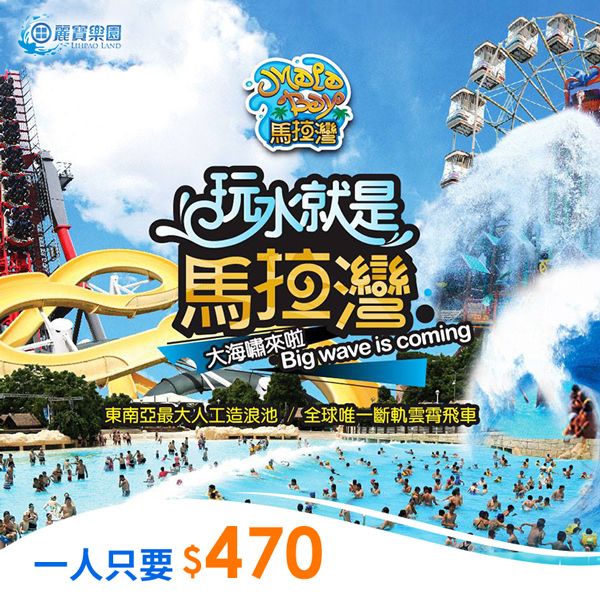 麗寶樂園
LIHPAO LAND
Mala
Bay
馬拉灣
玩水就是
馬拉灣
大海嘯來啦
Big wave is coming
東南亞最大人工造浪池 / 全球唯一斷軌雲霄飛車
一人只要 $470